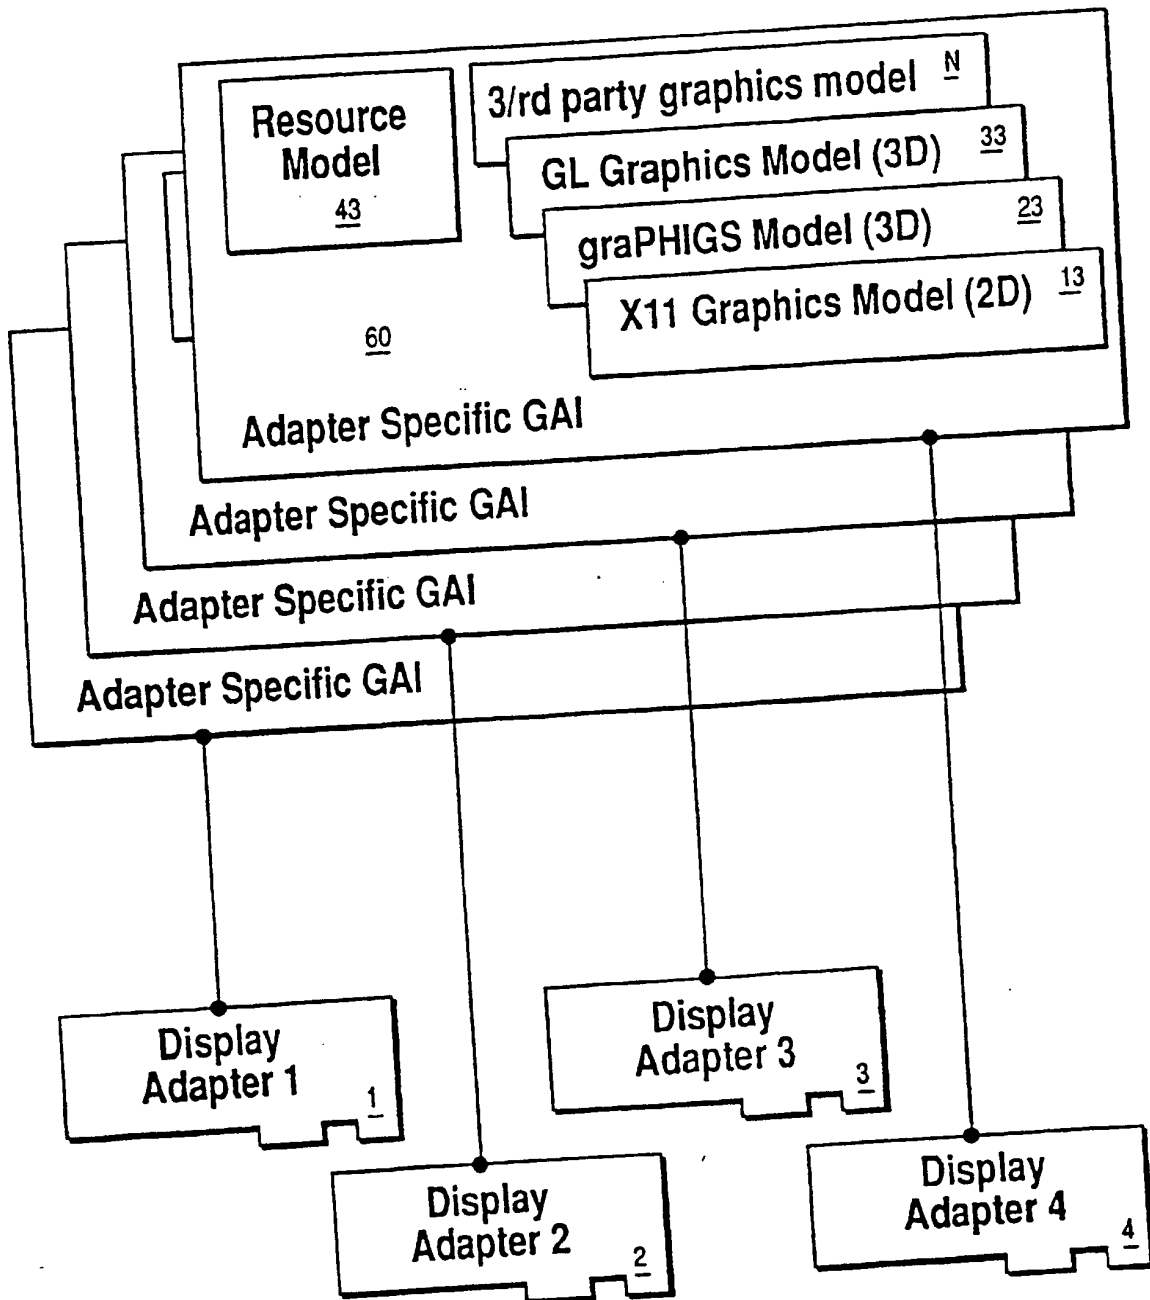 Resource
Model
43
3/rd party graphics model N
GL Graphics Model (3D) 33
graPHIGS Model (3D) 23
X11 Graphics Model (2D) 13
60
Adapter Specific GAI
Adapter Specific GAI
Adapter Specific GAI
Adapter Specific GAI
Display
Adapter 1
1
Display
Adapter 3
3
Display
Adapter 2
2
Display
Adapter 4
4